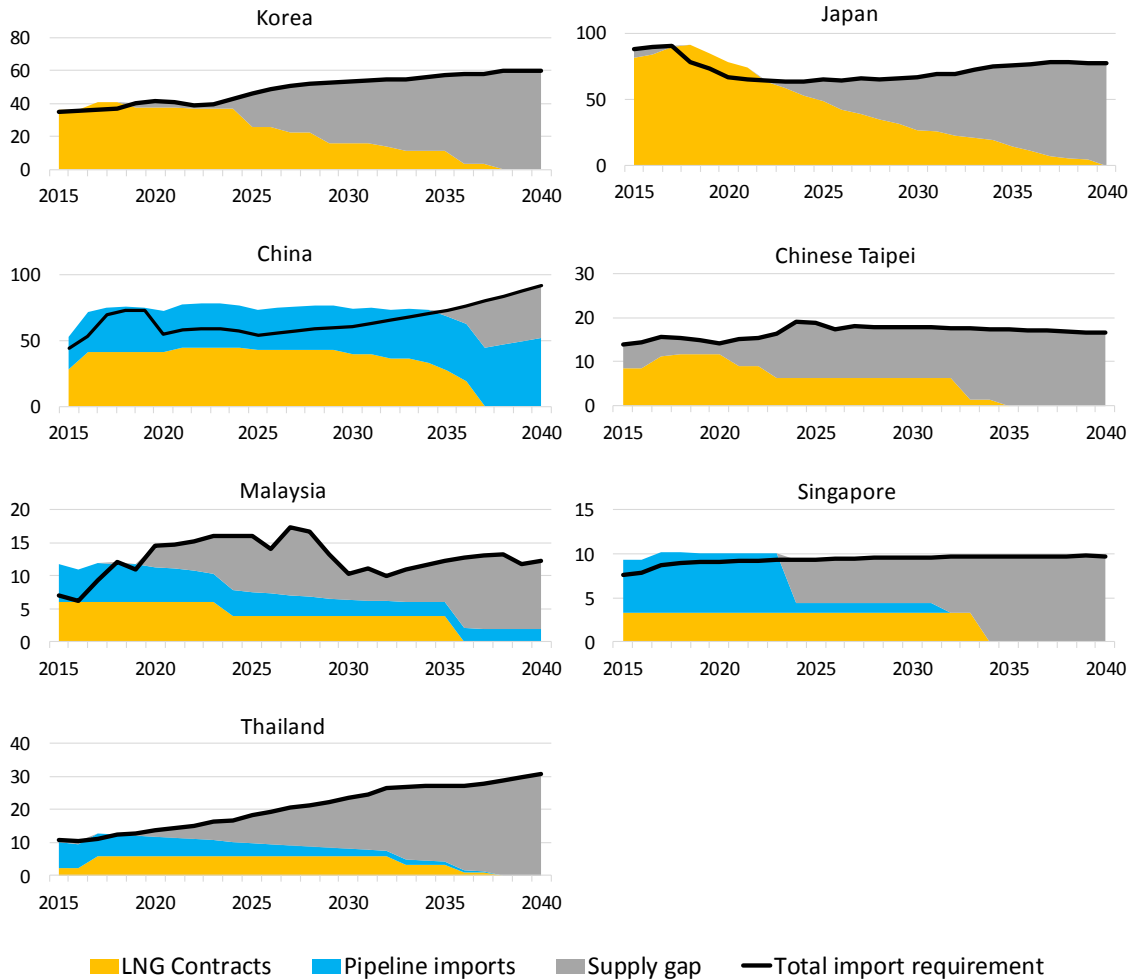 Korea
80
60
40
20
0
2015 2020 2025 2030 2035 2040
Japan
100
50
0
2015 2020 2025 2030 2035 2040
China
100
50
0
2015 2020 2025 2030 2035 2040
Chinese Taipei
30
20
10
0
2015 2020 2025 2030 2035 2040
Malaysia
20
15
10
5
0
2015 2020 2025 2030 2035 2040
Singapore
15
10
5
0
2015 2020 2025 2030 2035 2040
Thailand
40
30
20
10
0
2015 2020 2025 2030 2035 2040
LNG Contracts Pipeline imports Supply gap Total import requirement